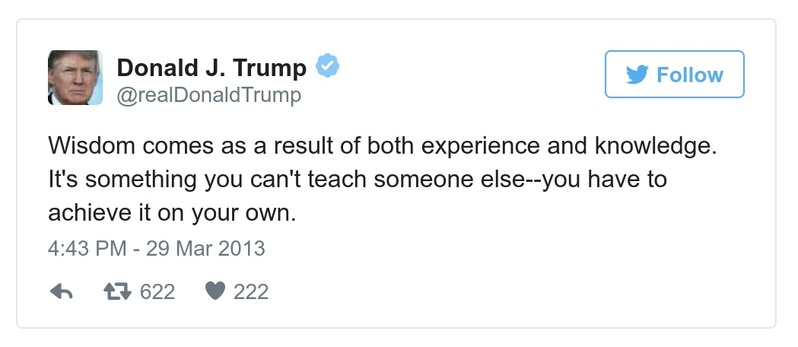 Donald J. Trump
@realDonaldTrump
Follow
Wisdom comes as a result of both experience and knowledge.
It's something you can't teach someone else--you have to
achieve it on your own.
4:43 PM - 29 Mar 2013
622 222